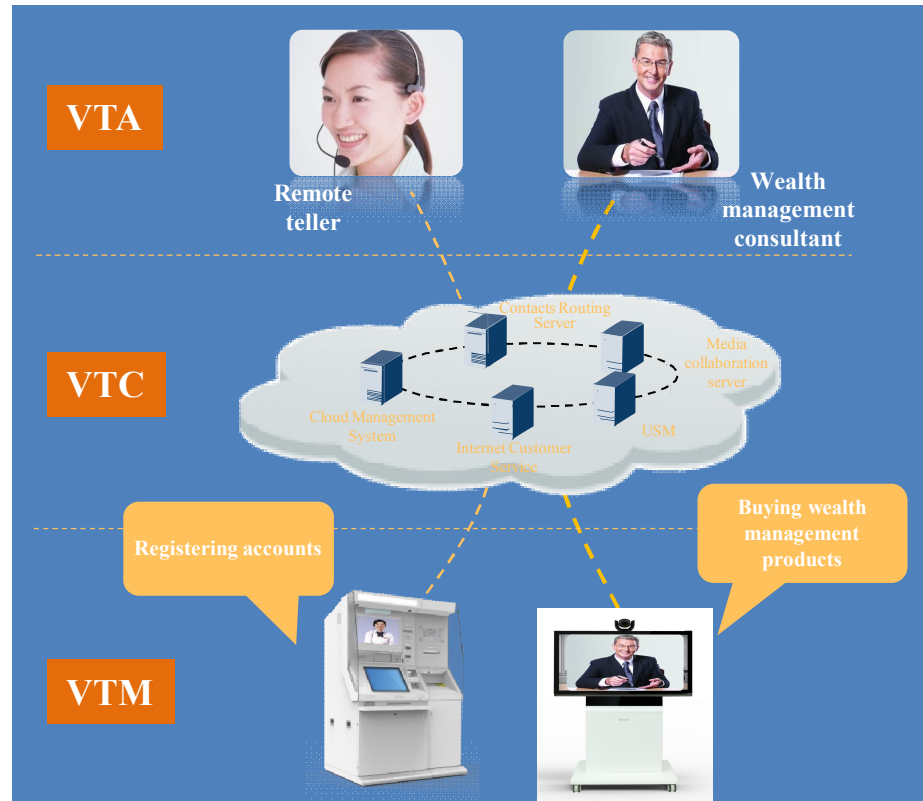 VTA
Remote
teller
Wealth
management
consultant
VTC
Contacts Routing
Server
Media
collaboration
server
Cloud Management
System
USM
Internet Customer
Service
Registering accounts
Buying wealth
management
products
VTM